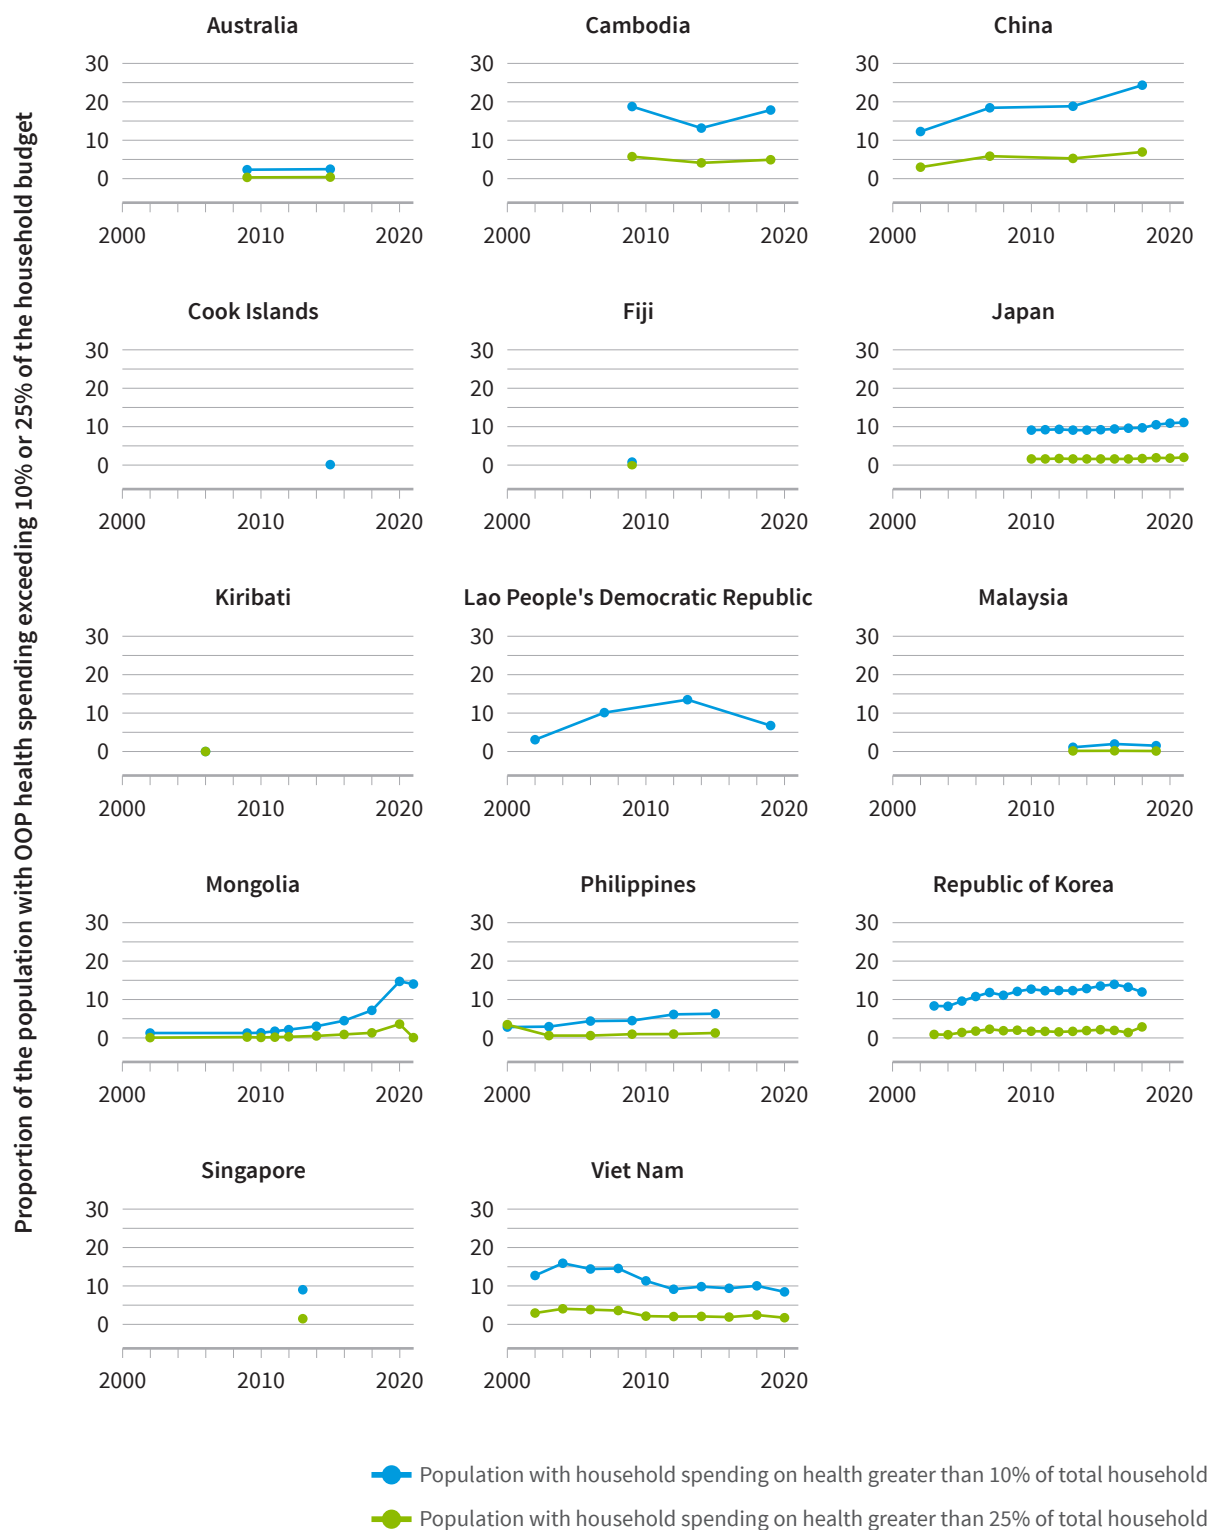 Proportion of the population with OOP health spending exceeding 10% or 25% of the household budget
Australia
30
20
10
0
2000 2010 2020
Cambodia
30
20
10
0
2000 2010 2020
China
30
20
10
0
2000 2010 2020
Cook Islands
30
20
10
0
2000 2010 2020
Fiji
30
20
10
0
2000 2010 2020
Japan
30
20
10
0
2000 2010 2020
Kiribati
30
20
10
0
2000 2010 2020
Lao People's Democratic Republic
30
20
10
0
2000 2010 2020
Malaysia
30
20
10
0
2000 2010 2020
Mongolia
30
20
10
0
2000 2010 2020
Philippines
30
20
10
0
2000 2010 2020
Republic of Korea
30
20
10
0
2000 2010 2020
Singapore
30
20
10
0
2000 2010 2020
Viet Nam
30
20
10
0
2000 2010 2020
Population with household spending on health greater than 10% of total household
Population with household spending on health greater than 25% of total household